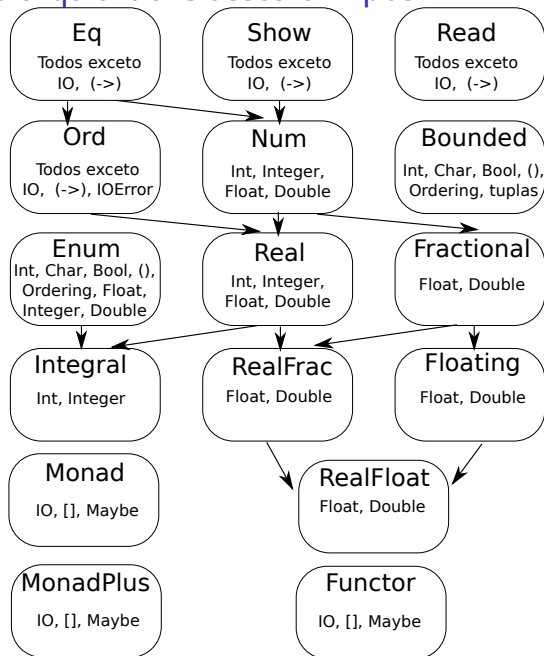 Eq
Todos exceto
IO, (->)
Show
Todos exceto
IO, (->)
Read
Todos exceto
IO, (->)
Ord
Todos exceto
IO, (->), IOError
Num
Int, Integer,
Float, Double
Bounded
Int, Char, Bool, (),
Ordering, tuplas
Enum
Int, Char, Bool, (),
Ordering, Float,
Integer, Double
Real
Int, Integer,
Float, Double
Fractional
Float, Double
Integral
Int, Integer
RealFrac
Float, Double
Floating
Float, Double
Monad
IO, [], Maybe
RealFloat
Float, Double
MonadPlus
IO, [], Maybe
Functor
IO, [], Maybe